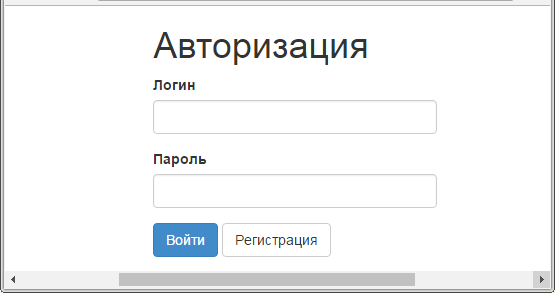 Авторизация
Логин
Пароль
Войти Регистрация